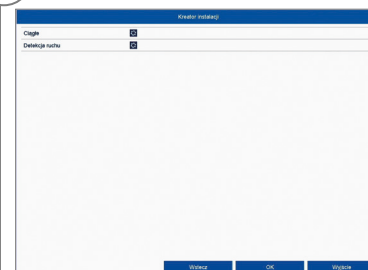 Kreator instalacji
Ciągłe
Detekcja ruchu
Wstecz OK Wyjście